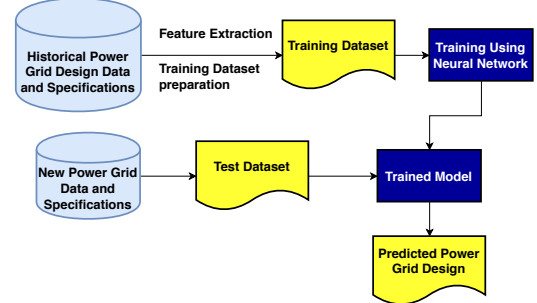 Historical Power
Grid Design Data
and Specifications
Feature Extraction
Training Dataset
preparation
Training Dataset
Training Using
Neural Network
New Power Grid
Data and
Specifications
Test Dataset
Trained Model
Predicted Power
Grid Design